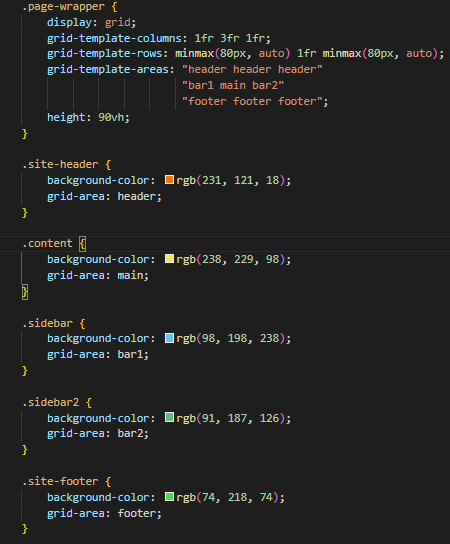 .page-wrapper {
    display: grid;
    grid-template-columns: 1fr 3fr 1fr;
    grid-template-rows: minmax(80px, auto) 1fr minmax(80px, auto);
    grid-template-areas: "header header header"
                         "bar1 main bar2"
                         "footer footer footer";
    height: 90vh;
}

.site-header {
    background-color: rgb(231, 121, 18);
    grid-area: header;
}

.content {
    background-color: rgb(238, 229, 98);
    grid-area: main;
}

.sidebar {
    background-color: rgb(98, 198, 238);
    grid-area: bar1;
}

.sidebar2 {
    background-color: rgb(91, 187, 126);
    grid-area: bar2;
}

.site-footer {
    background-color: rgb(74, 218, 74);
    grid-area: footer;
}